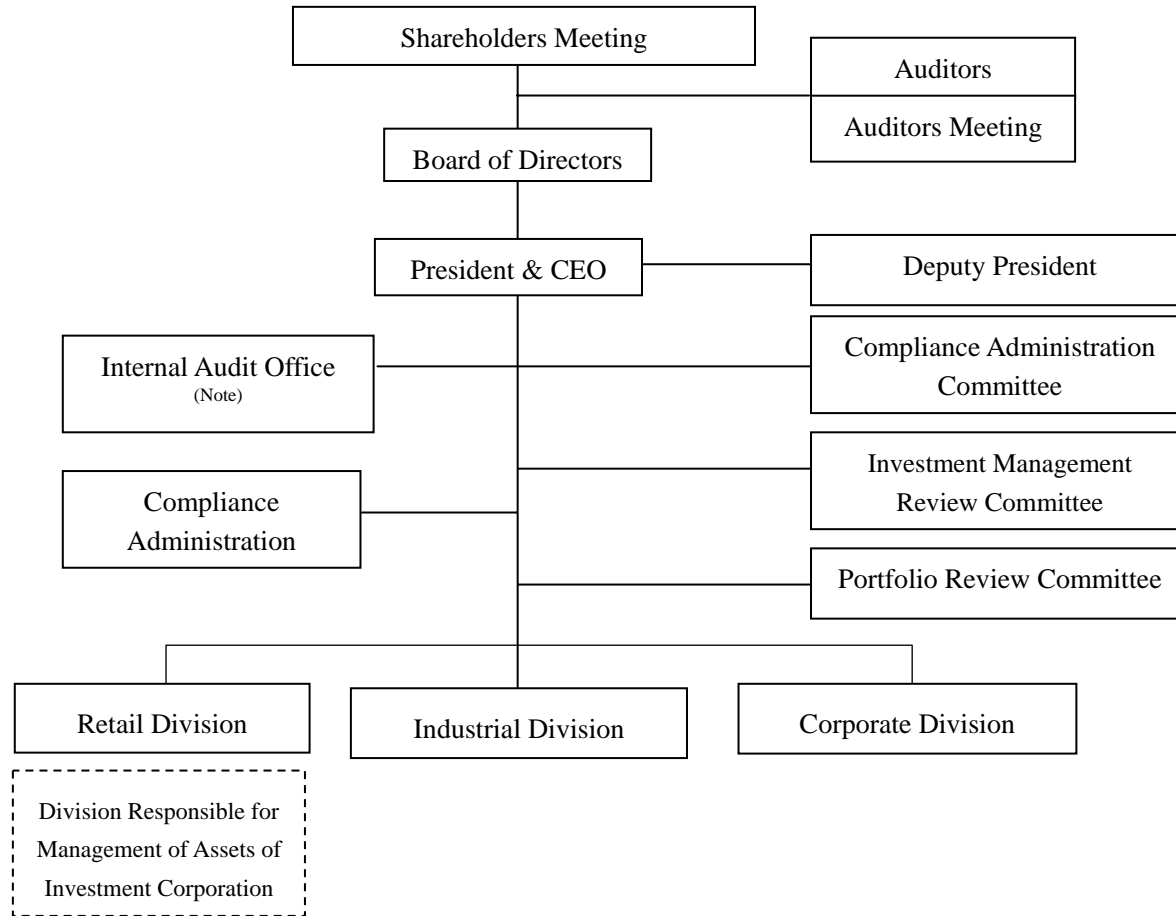 Shareholders Meeting
Auditors
Auditors Meeting
Board of Directors
President & CEO
Deputy President
Internal Audit Office
(Note)
Compliance Administration
Committee
Compliance
Administration
Investment Management
Review Committee
Portfolio Review Committee
Retail Division
Industrial Division
Corporate Division
Division Responsible for
Management of Assets of
Investment Corporation